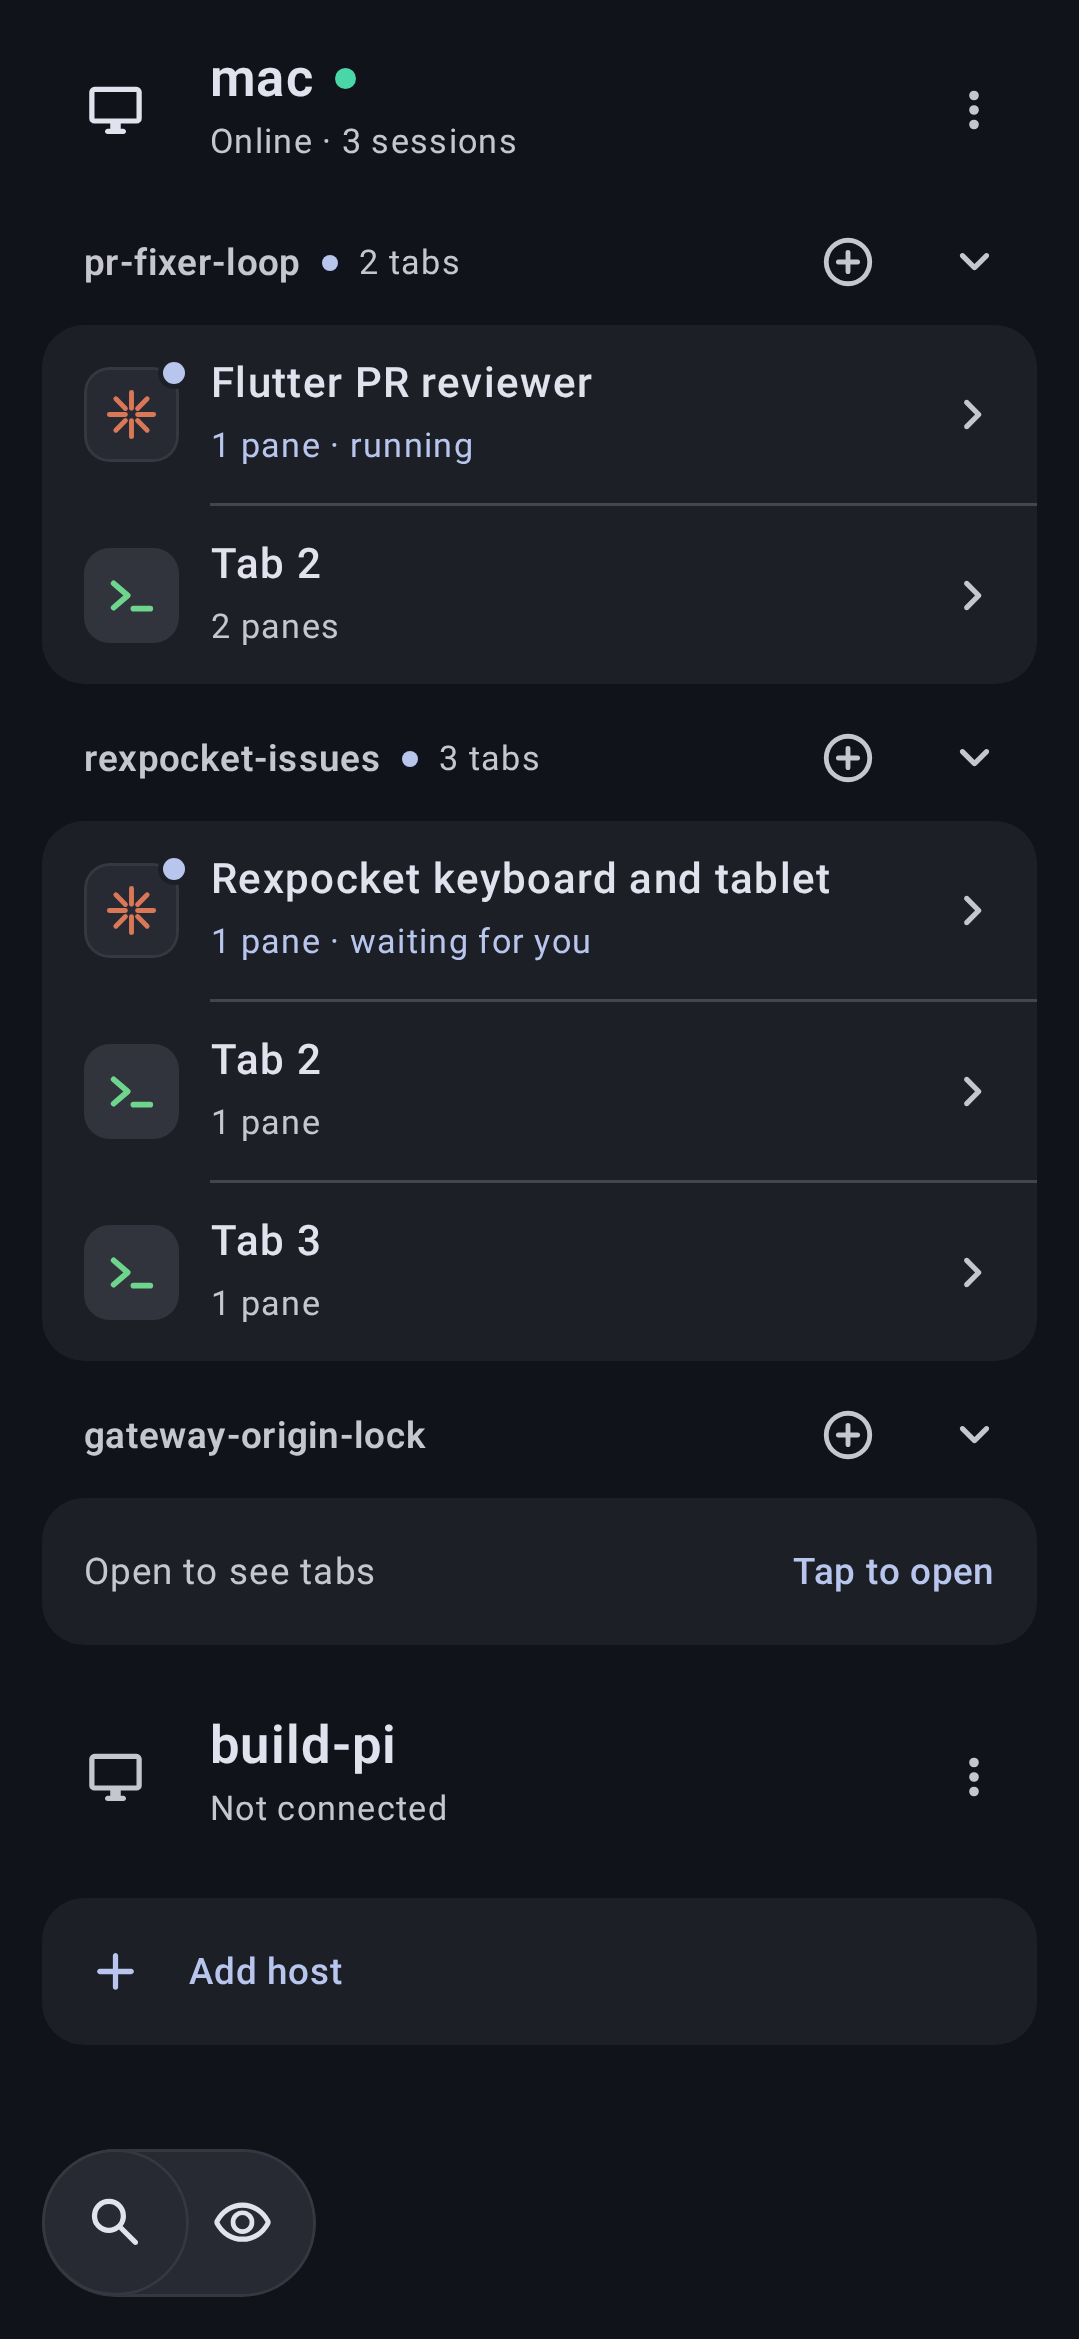 mac
Online · 3 sessions
pr-fixer-loop • 2 tabs
Flutter PR reviewer
1 pane · running
Tab 2
2 panes
rexpocket-issues • 3 tabs
Rexpocket keyboard and tablet
1 pane · waiting for you
Tab 2
1 pane
Tab 3
1 pane
gateway-origin-lock
Open to see tabs Tap to open
build-pi
Not connected
Add host